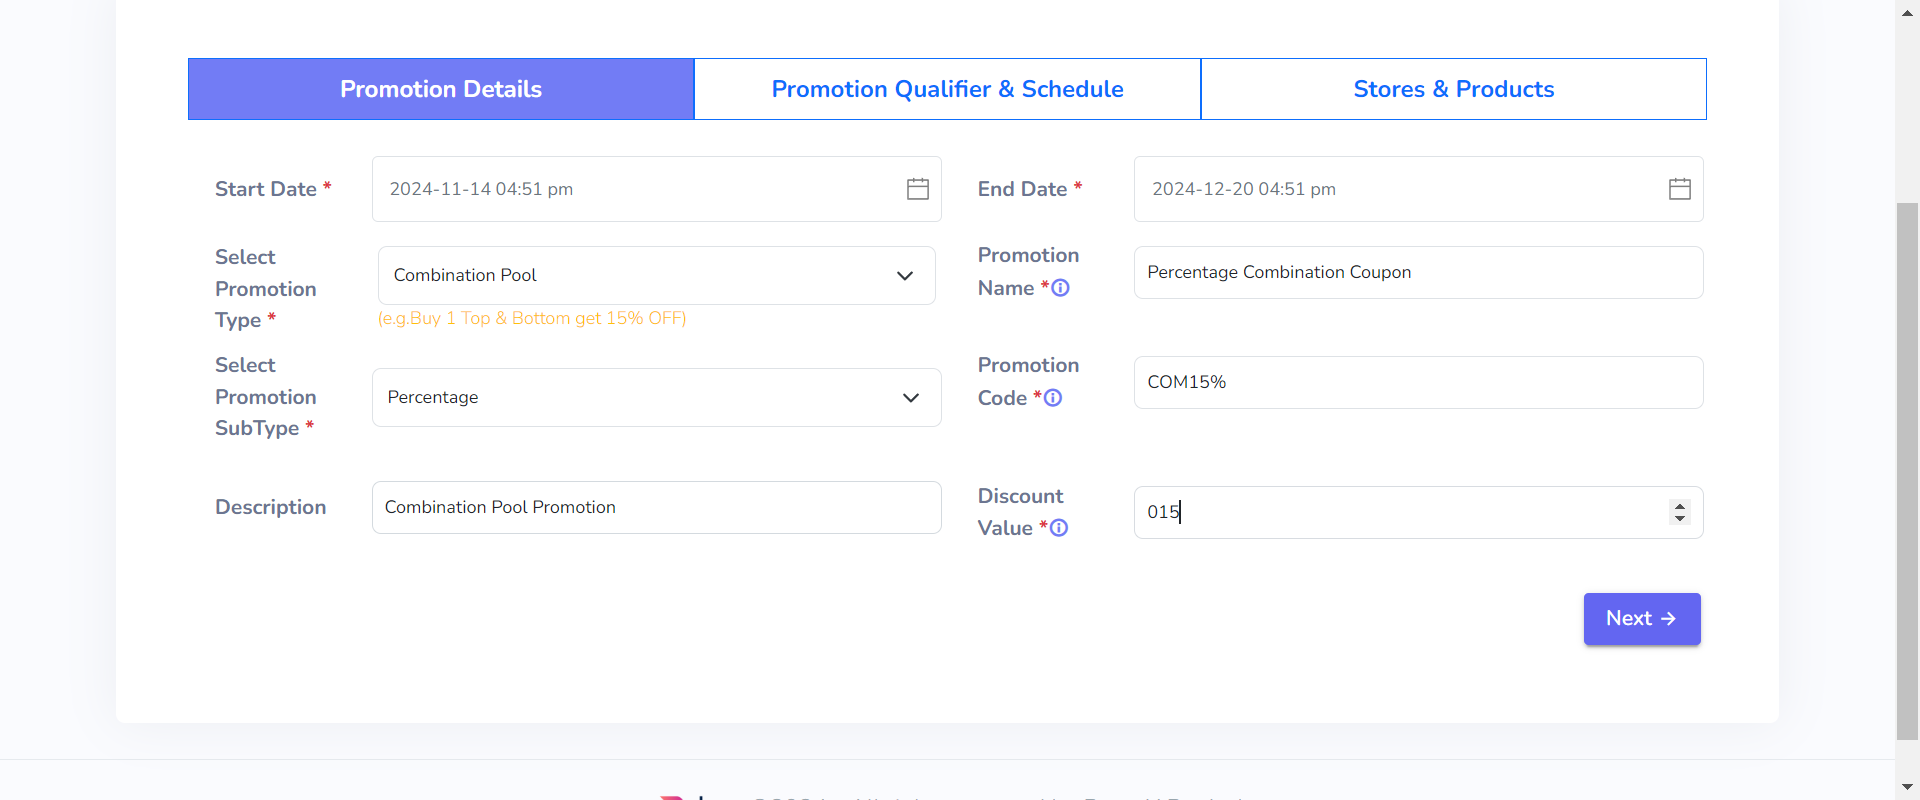 Promotion Details
Promotion Qualifier & Schedule
Stores & Products
Start Date *
2024-11-14 04:51 pm
End Date *
2024-12-20 04:51 pm
Select
Promotion
Type *
Combination Pool
(e.g.Buy 1 Top & Bottom get 15% OFF)
Promotion
Name *
Percentage Combination Coupon
Select
Promotion
SubType *
Percentage
Promotion
Code *
COM15%
Description
Combination Pool Promotion
Discount
Value *
015
Next →